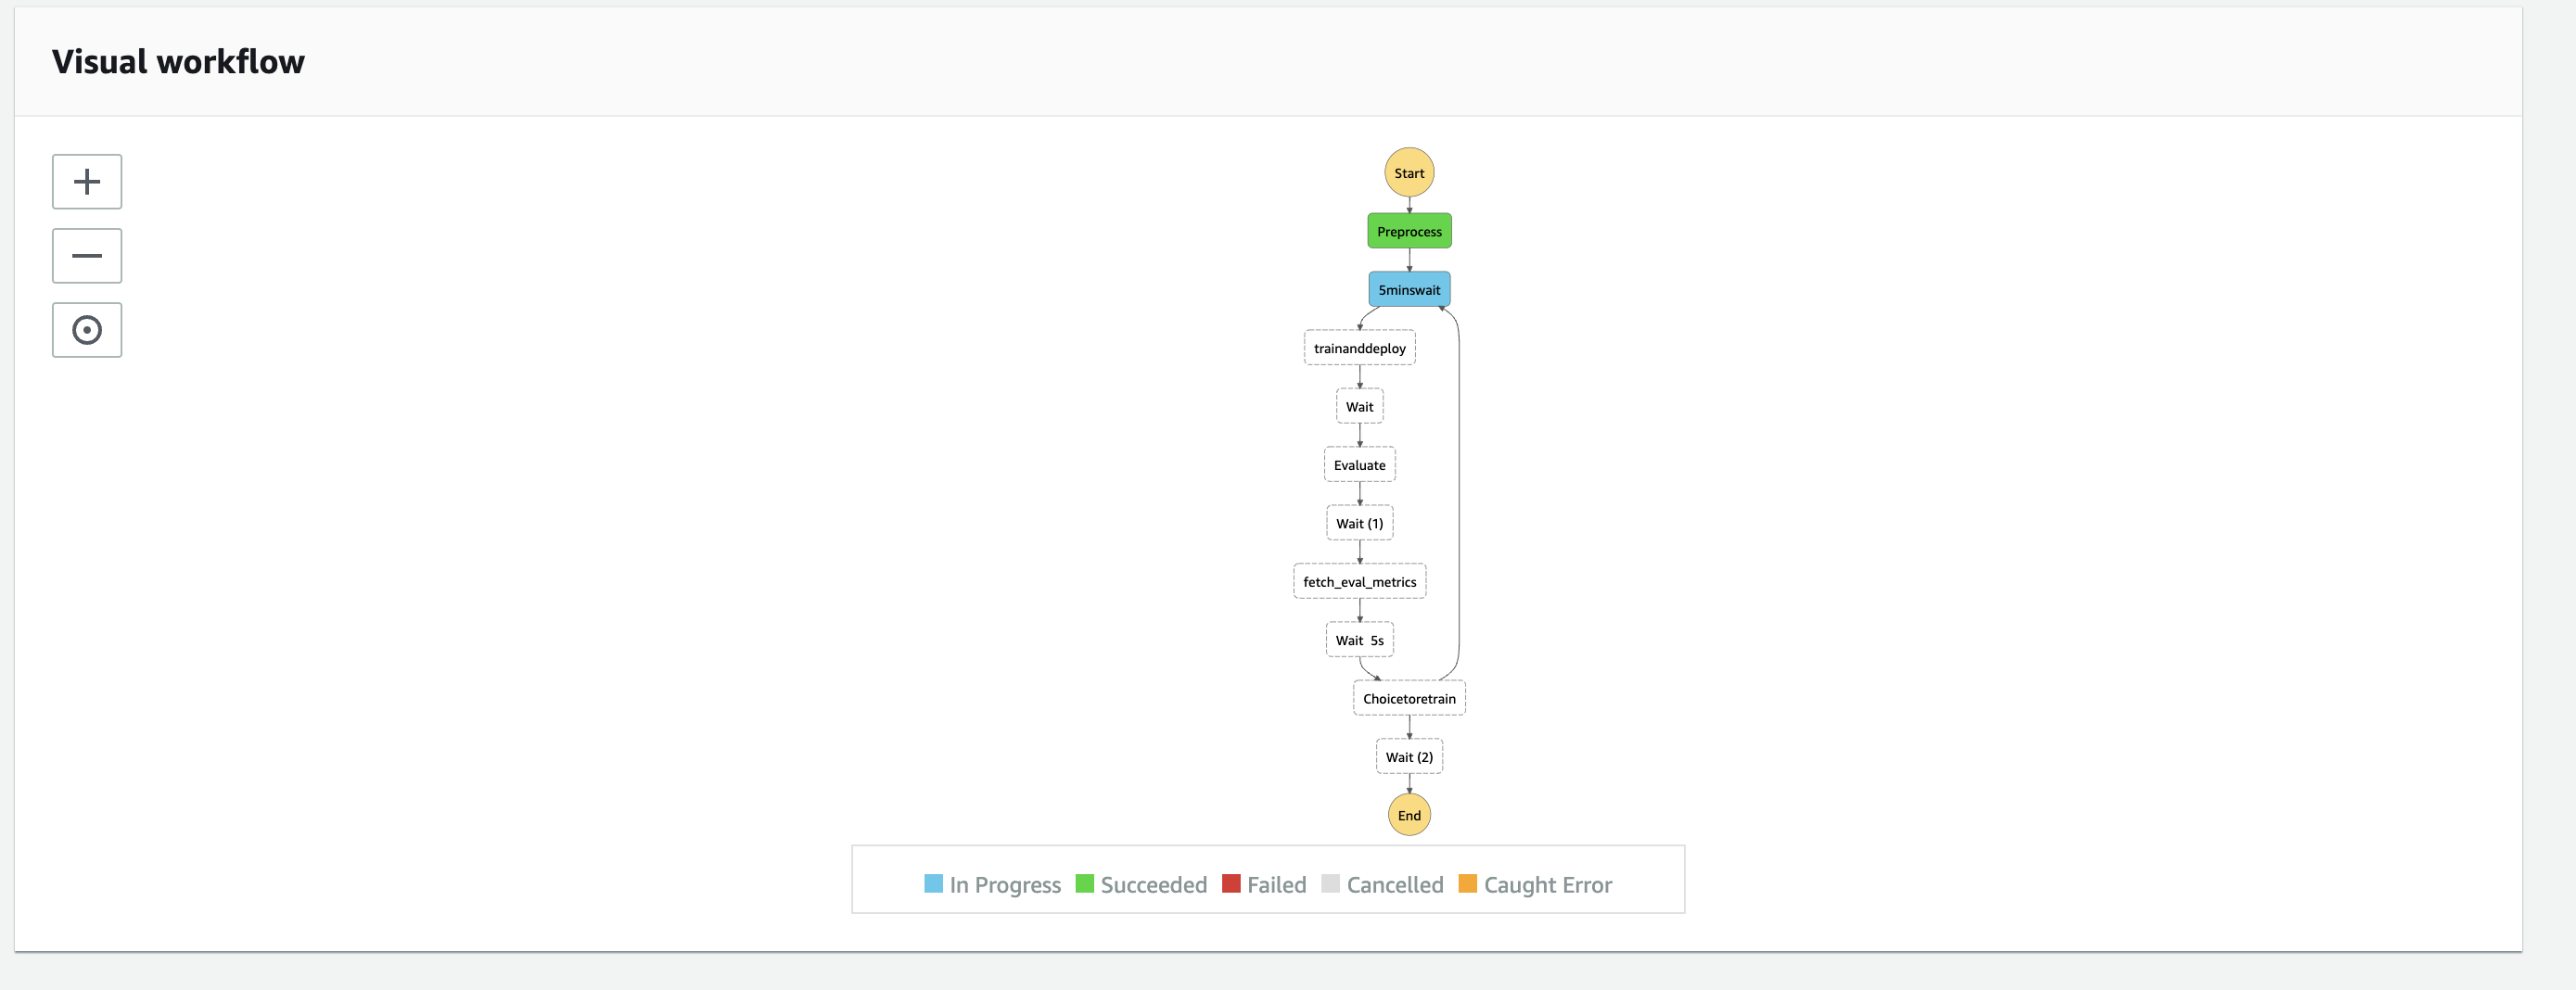 Visual workflow
Start
Preprocess
5minswait
trainanddeploy
Wait
Evaluate
Wait (1)
fetch_eval_metrics
Wait  5s
Choicetoretrain
Wait (2)
End
In Progress Succeeded Failed Cancelled Caught Error